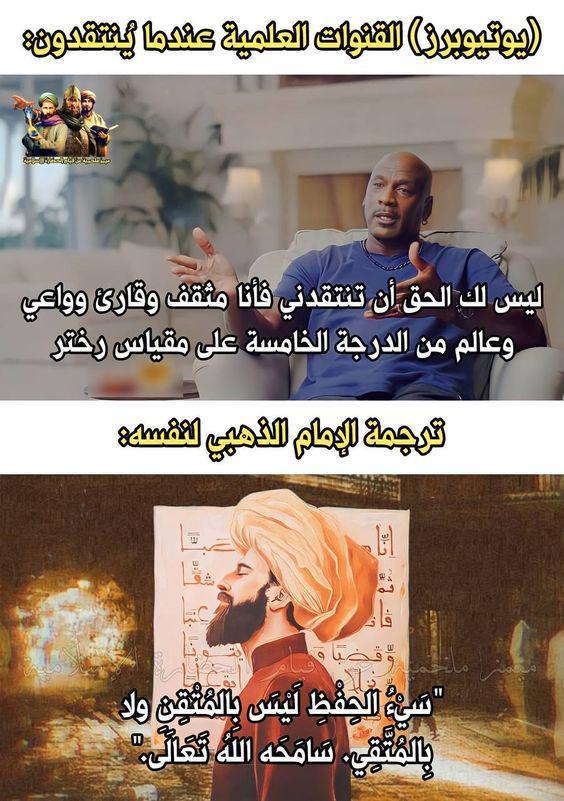 (يوتيوبرز) القنوات العلمية عندما يُنتقدون:
ليس لك الحق أن تنتقدني فأنا مثقف وقارئ وواعي
وعالم من الدرجة الخامسة على مقياس رختر
ترجمة الإمام الذهبي لنفسه:
"سَيْءُ الحِفْظِ لَيْسَ بِالمُتْقِنِ ولا
بِالمُتَّقِي. سَامَحَه اللهُ تَعَالَى."